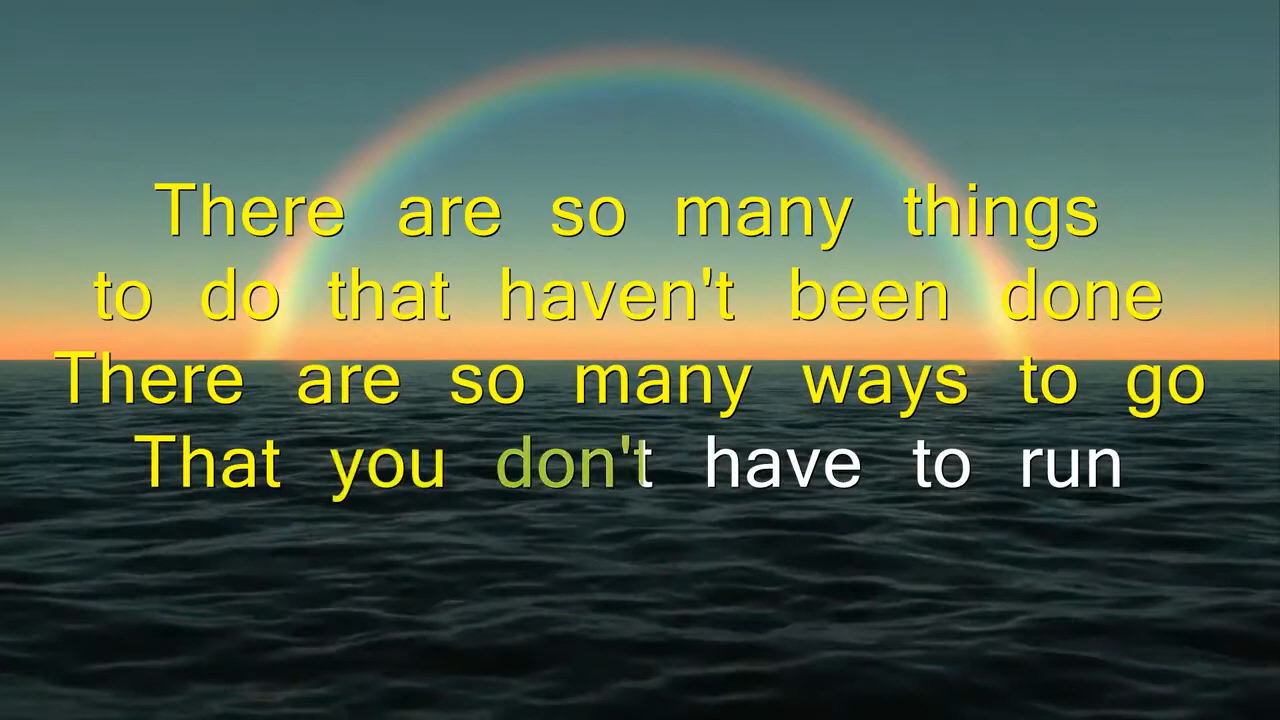 There are so many things
to do that haven't been done
There are so many ways to go
That you don't have to run